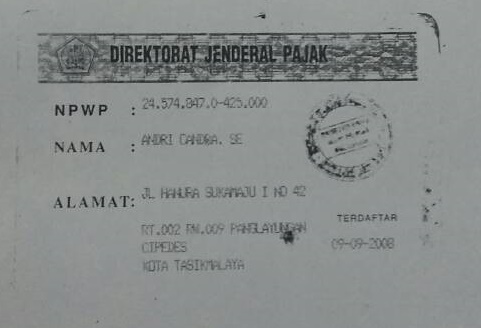 DIREKTORAT JENDERAL PAJAK
NPWP : 24.574.847.0-425.000
NAMA : ANDRI CANDRA. SE
ALAMAT: JL HANURA SUKAMAJU I NO 42
RT.002 RW.009 PANGLAYUNGAN
CIPEDES
KOTA TASIKMALAYA
TERDAFTAR
09-09-2008